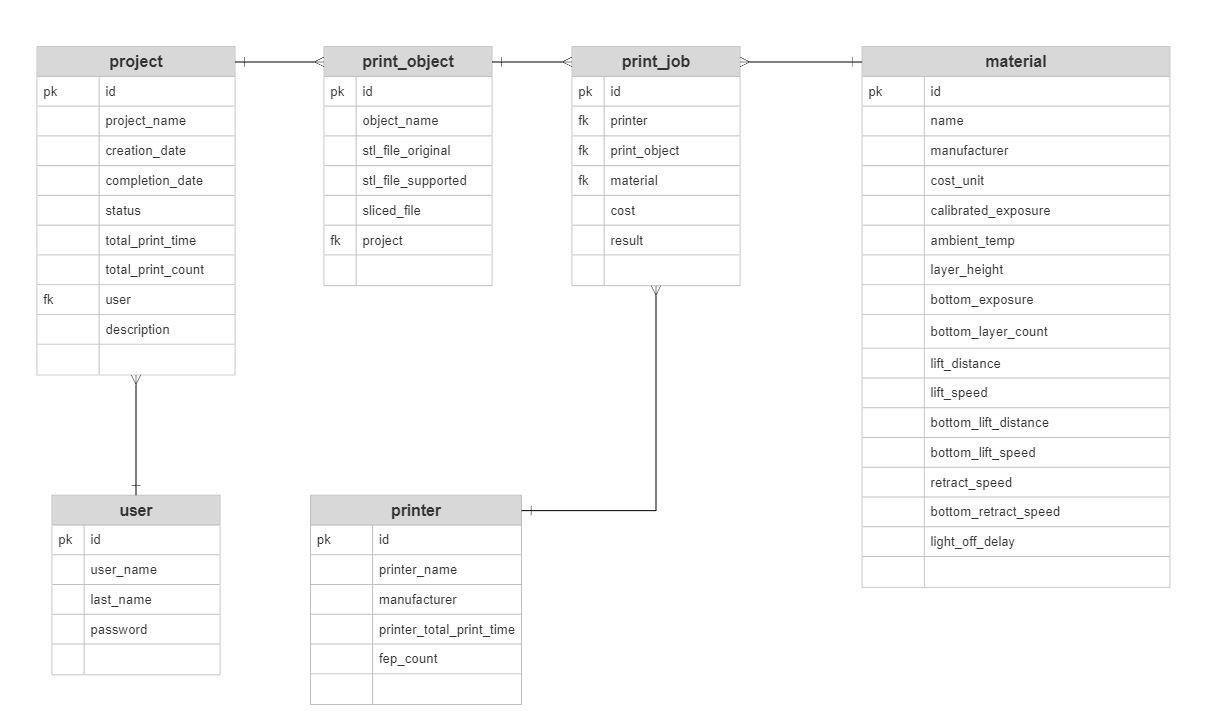 project
pk id
project_name
creation_date
completion_date
status
total_print_time
total_print_count
fk user
description
print_object
pk id
object_name
stl_file_original
stl_file_supported
sliced_file
fk project
print_job
pk id
fk printer
fk print_object
fk material
cost
result
material
pk id
name
manufacturer
cost_unit
calibrated_exposure
ambient_temp
layer_height
bottom_exposure
bottom_layer_count
lift_distance
lift_speed
bottom_lift_distance
bottom_lift_speed
retract_speed
bottom_retract_speed
light_off_delay
user
pk id
user_name
last_name
password
printer
pk id
printer_name
manufacturer
printer_total_print_time
fep_count